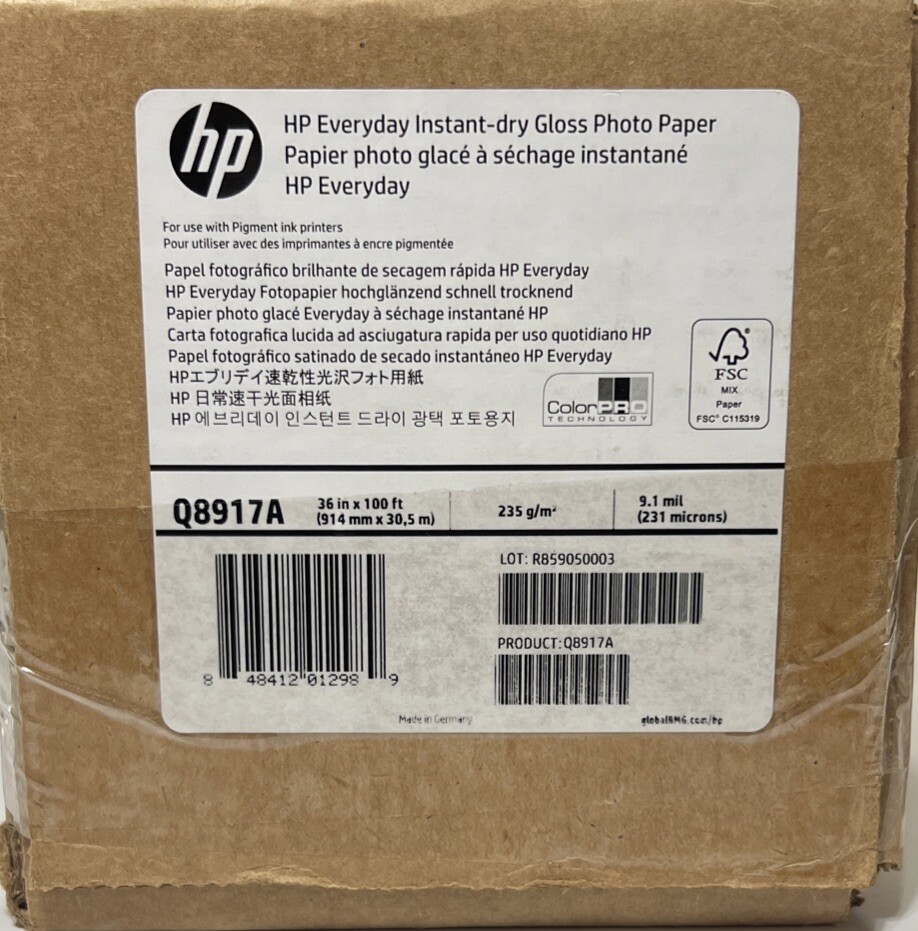 hp
HP Everyday Instant-dry Gloss Photo Paper
Papier photo glacé à séchage instantané
HP Everyday
For use with Pigment ink printers
Pour utiliser avec des imprimantes à encre pigmentée
Papel fotográfico brilhante de secagem rápida HP Everyday
HP Everyday Fotopapier hochglänzend schnell trocknend
Papier photo glacé Everyday à séchage instantané HP
Carta fotografica lucida ad asciugatura rapida per uso quotidiano HP
Papel fotográfico satinado de secado instantáneo HP Everyday
HPエブリデイ速乾性光沢フォト用紙
HP 日常速干光面相纸
HP 에브리데이 인스턴트 드라이 광택 포토용지
ColorPRO
TECHNOLOGY
FSC
MIX
Paper
FSC® C115319
Q8917A
36 in x 100 ft
(914 mm x 30,5 m)
235 g/m²
9.1 mil
(231 microns)
LOT: R859050003
PRODUCT:Q8917A
8 48412 01298 9
Made in Germany
globalBMG.com/hp